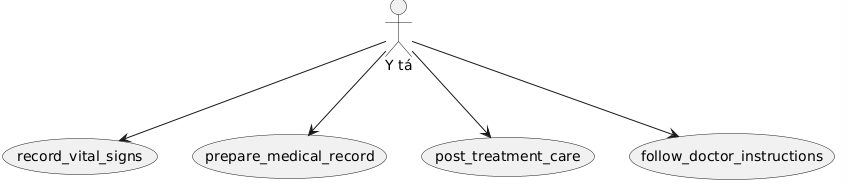 Y tá
record_vital_signs
prepare_medical_record
post_treatment_care
follow_doctor_instructions